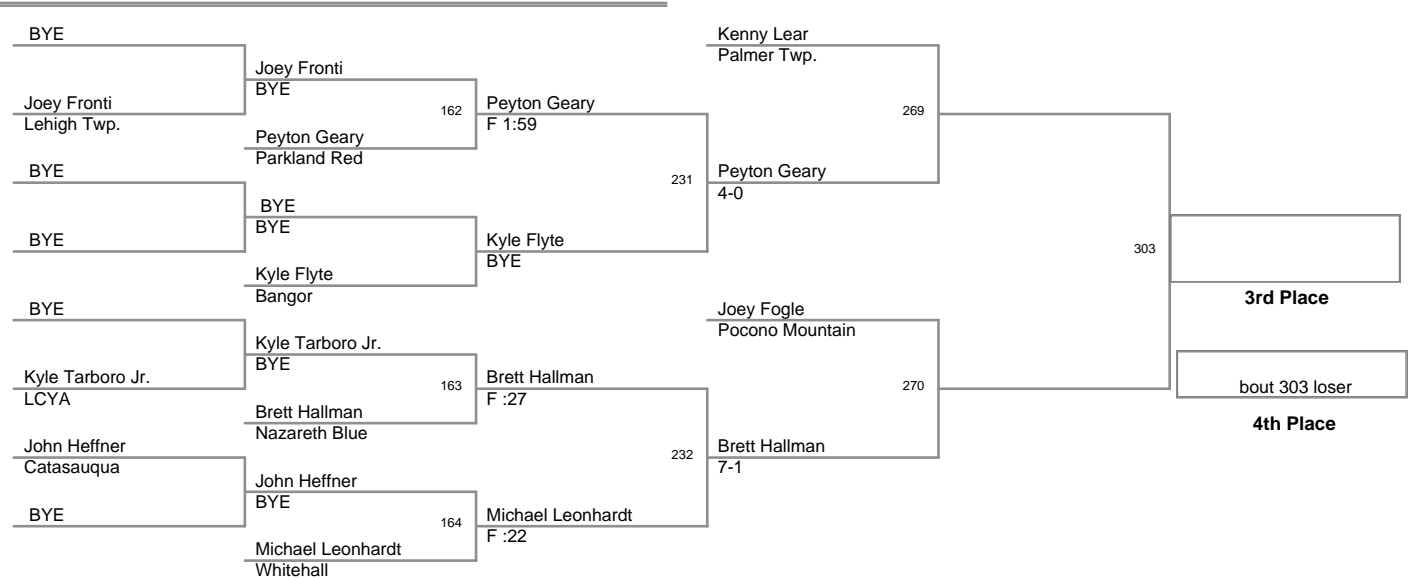 BYE
Joey Fronti
Lehigh Twp.
BYE
BYE
BYE
Kyle Tarboro Jr.
LCYA
John Heffner
Catasauqua
BYE
Joey Fronti
BYE
162
Peyton Geary
Parkland Red
BYE
BYE
Kyle Flyte
Bangor
Kyle Tarboro Jr.
BYE
163
Brett Hallman
Nazareth Blue
John Heffner
BYE
164
Michael Leonhardt
Whitehall
Peyton Geary
F 1:59
231
Kyle Flyte
BYE
Brett Hallman
F :27
232
Michael Leonhardt
F :22
Kenny Lear
Palmer Twp.
269
Peyton Geary
4-0
Joey Fogle
Pocono Mountain
270
Brett Hallman
7-1
303
3rd Place
bout 303 loser
4th Place